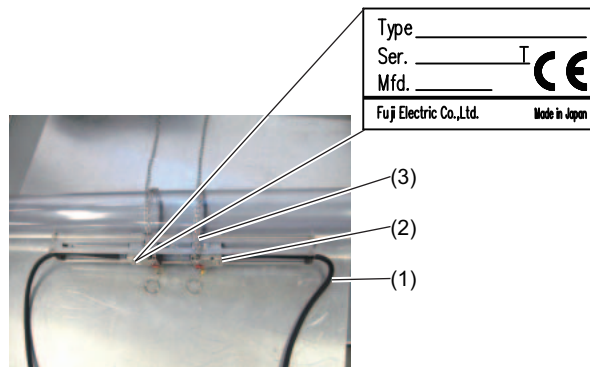 Type
Ser. T CE
Mfd.
Fuji Electric Co.,Ltd. Made in Japan
(3)
(2)
(1)